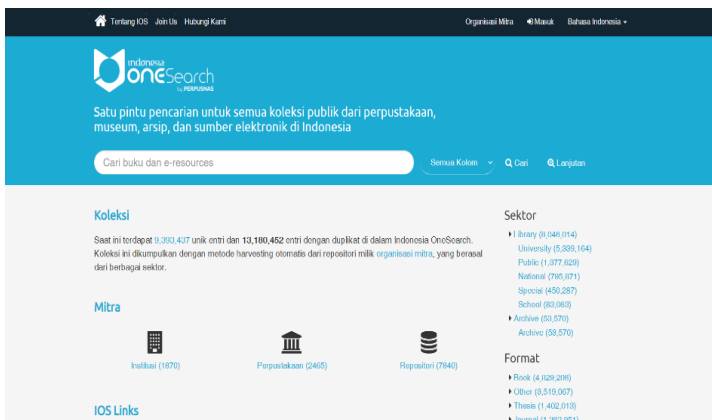 Tentang IOS Join Us Hubungi Kami
Organisasi Mitra Masuk Bahasa Indonesia
indonesia
oneSearch
by PERPUSNAS
Satu pintu pencarian untuk semua koleksi publik dari perpustakaan,
museum, arsip, dan sumber elektronik di Indonesia
Cari buku dan e-resources
Semua Kolom
Cari
Lanjutan
Koleksi
Saat ini terdapat 9,393,437 unik entri dan 13,180,452 entri dengan duplikat di dalam Indonesia OneSearch.
Koleksi ini dikumpulkan dengan metode harvesting otomatis dari repositori milik organisasi mitra, yang berasal
dari berbagai sektor.
Mitra
Institusi (1870)
Perpustakaan (2465)
Repositori (7840)
IOS Links
Sektor
Library (8,046,014)
University (5,339,164)
Public (1,377,629)
National (795,871)
Special (450,287)
School (83,063)
Archive (53,570)
Archive (53,570)
Format
Book (4,829,206)
Other (3,519,067)
Thesis (1,402,013)